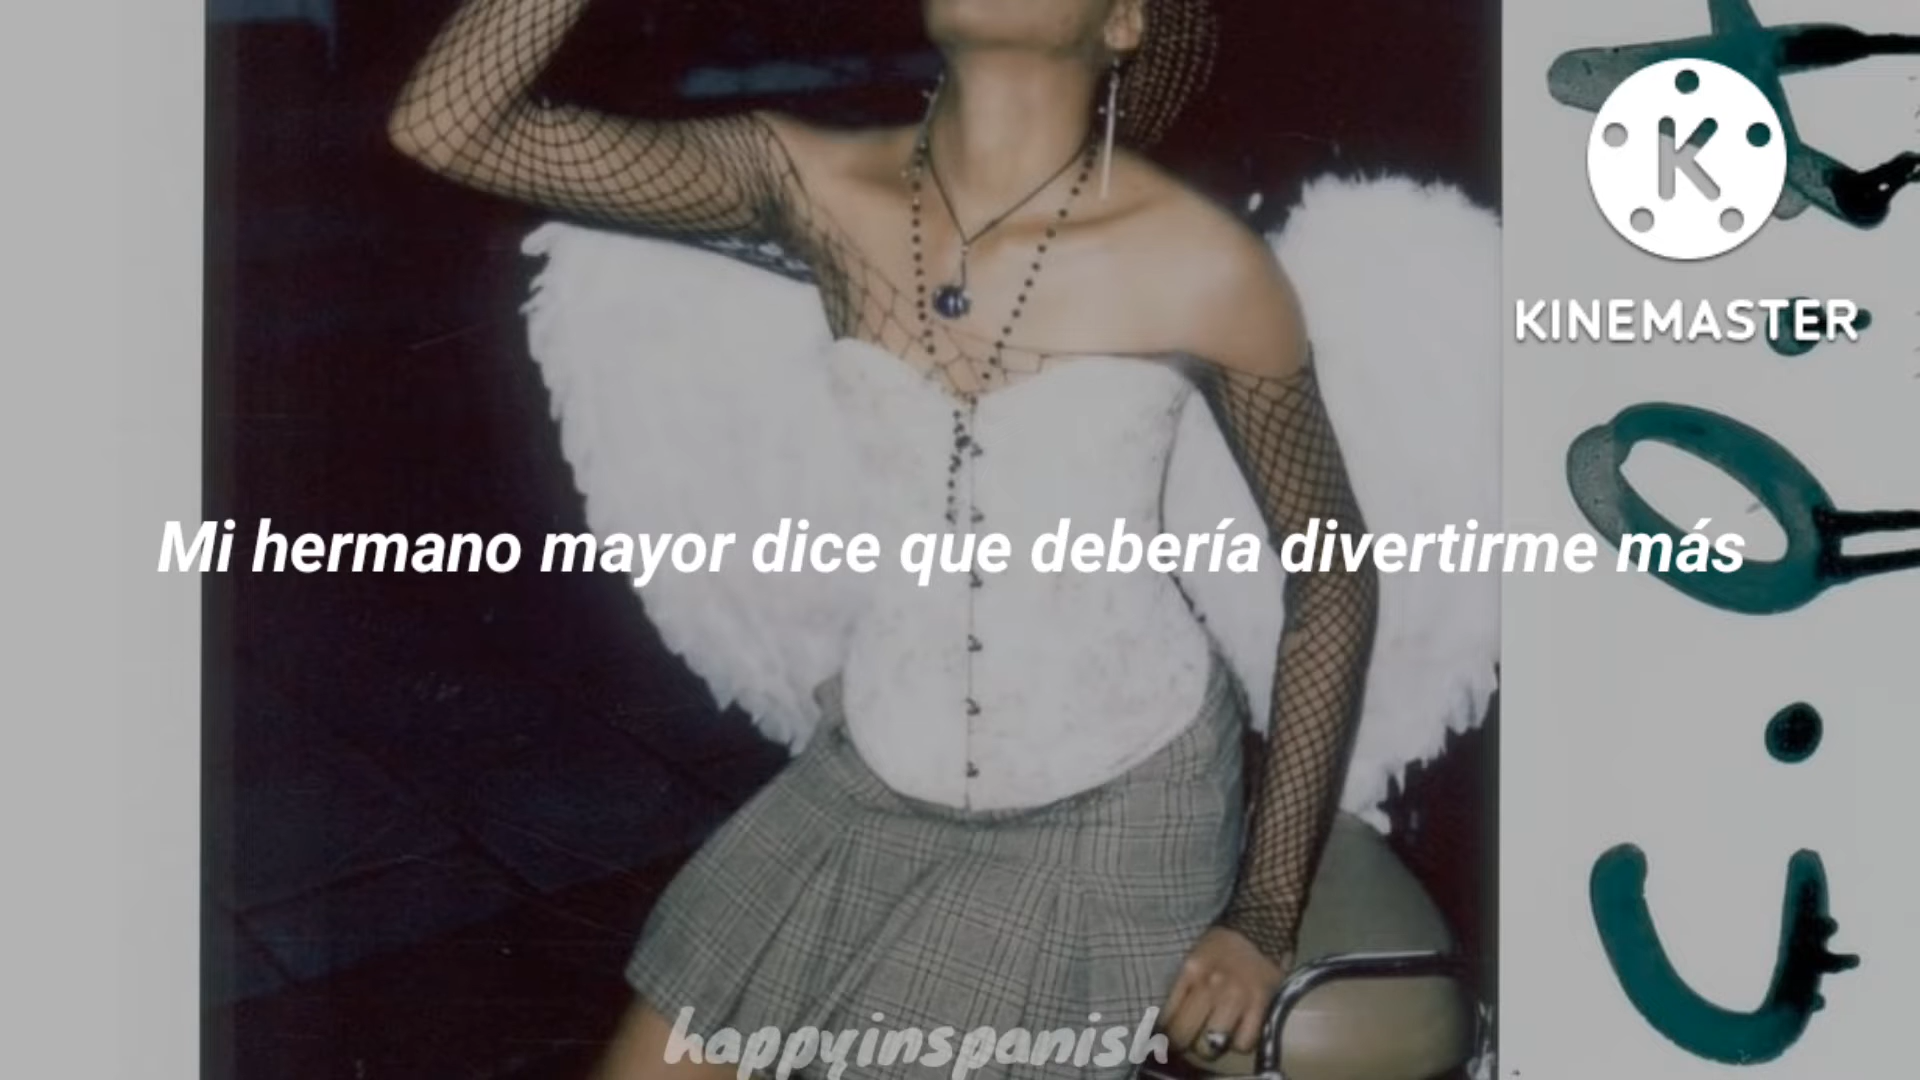 KINEMASTER
Mi hermano mayor dice que debería divertirme más
happyinspanish